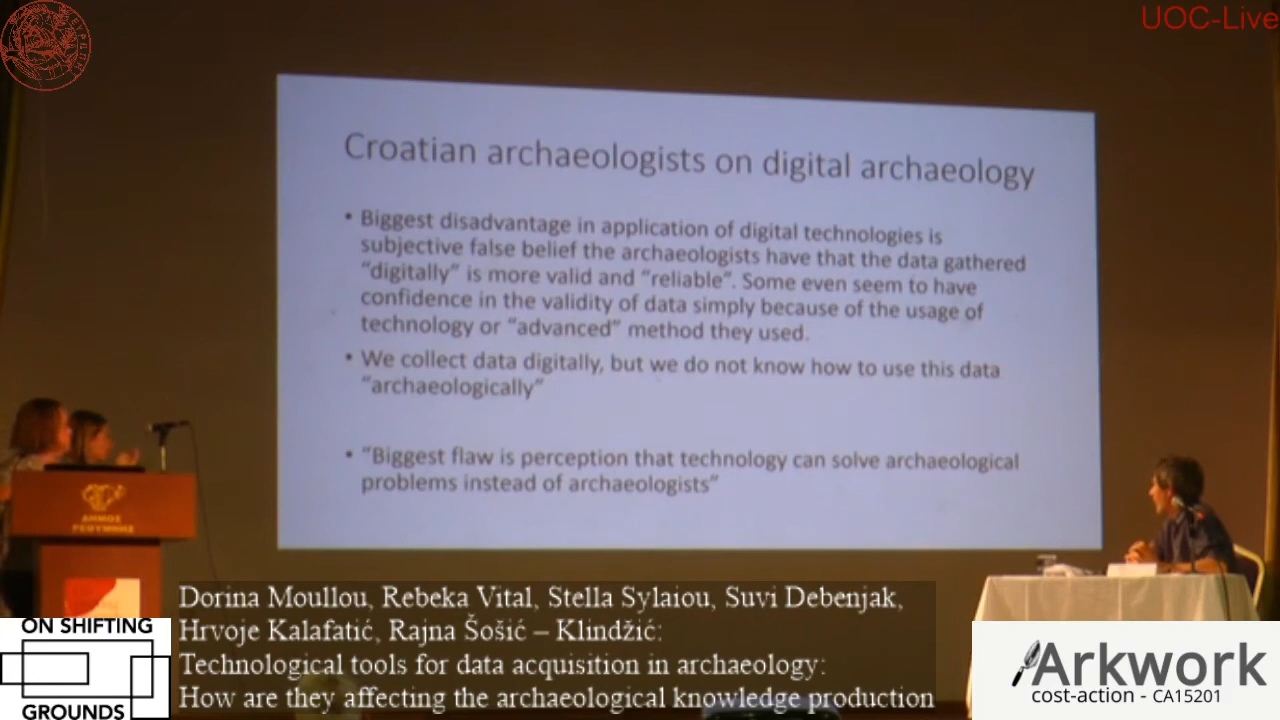 UOC-Live
Croatian archaeologists on digital archaeology
• Biggest disadvantage in application of digital technologies is
subjective false belief the archaeologists have that the data gathered
“digitally” is more valid and “reliable”. Some even seem to have
confidence in the validity of data simply because of the usage of
technology or “advanced” method they used.
• We collect data digitally, but we do not know how to use this data
“archaeologically”
• “Biggest flaw is perception that technology can solve archaeological
problems instead of archaeologists”
ΔΗΜΟΣ
ΡΕΘΥΜΝΗΣ
Dorina Moullou, Rebeka Vital, Stella Sylaiou, Suvi Debenjak,
Hrvoje Kalafatić, Rajna Šošić – Klindžić:
Technological tools for data acquisition in archaeology:
How are they affecting the archaeological knowledge production
ON SHIFTING
GROUNDS
Arkwork
cost-action - CA15201